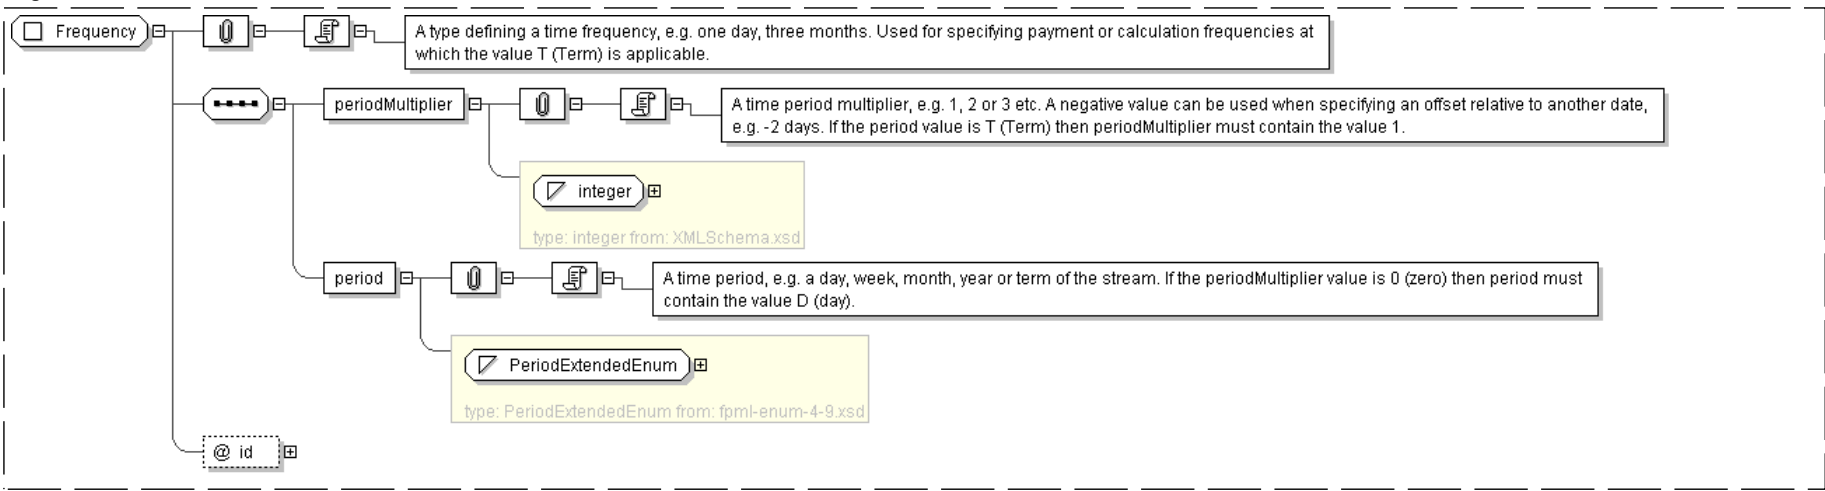 Frequency
A type defining a time frequency, e.g. one day, three months. Used for specifying payment or calculation frequencies at
which the value T (Term) is applicable.
periodMultiplier
A time period multiplier, e.g. 1, 2 or 3 etc. A negative value can be used when specifying an offset relative to another date,
e.g. -2 days. If the period value is T (Term) then periodMultiplier must contain the value 1.
integer
type: integer from: XMLSchema.xsd
period
A time period, e.g. a day, week, month, year or term of the stream. If the periodMultiplier value is 0 (zero) then period must
contain the value D (day).
PeriodExtendedEnum
type: PeriodExtendedEnum from: fpml-enum-4-9.xsd
@ id